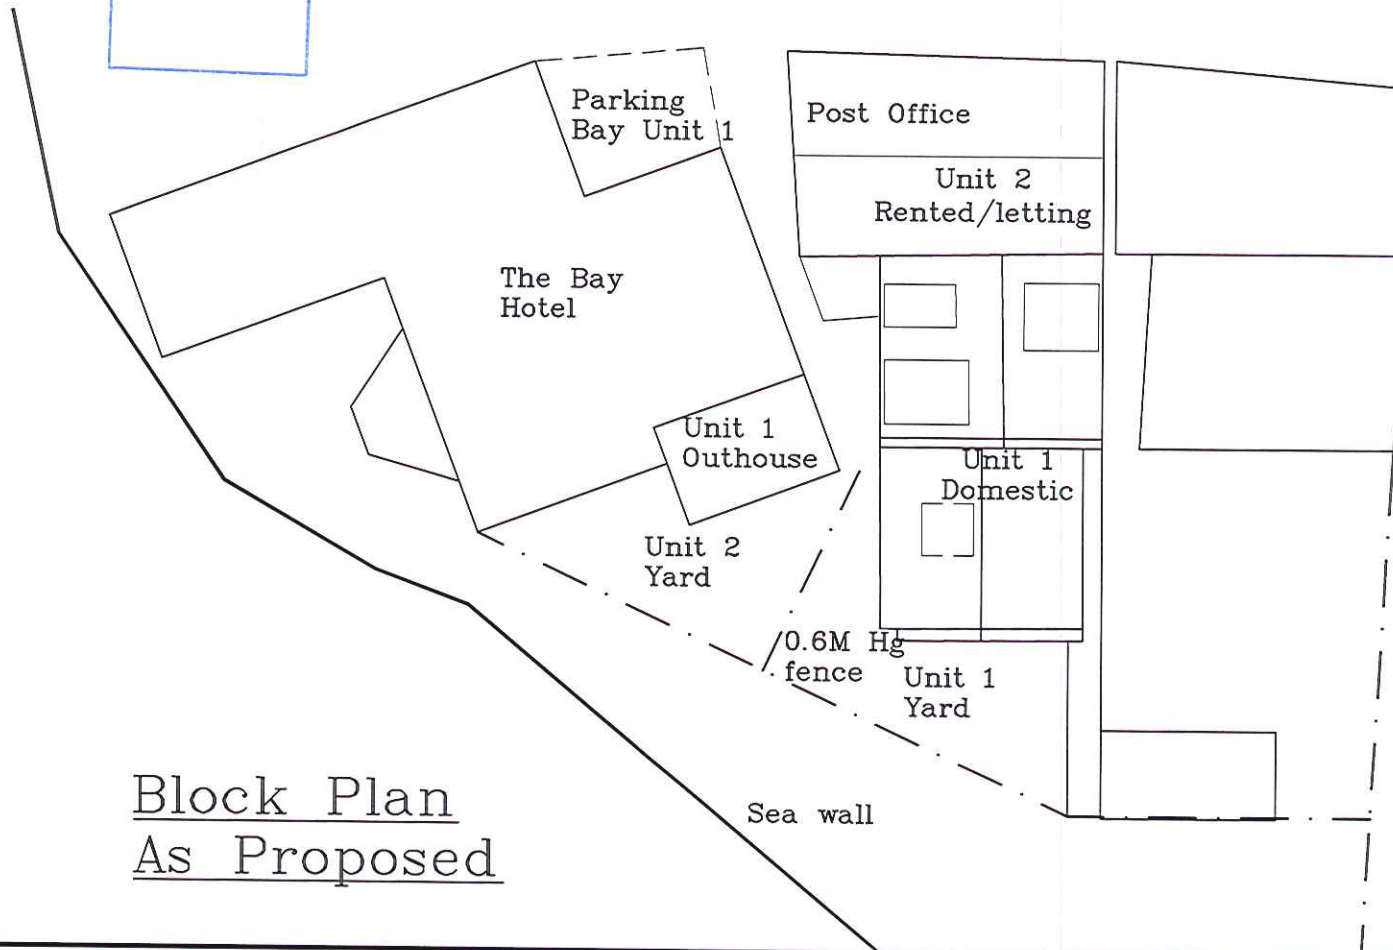 Parking
Bay Unit 1
Post Office
Unit 2
Rented/letting
The Bay
Hotel
Unit 1
Outhouse
Unit 1
Domestic
Unit 2
Yard
0.6M Hg
fence
Unit 1
Yard
Sea wall
Block Plan
As Proposed